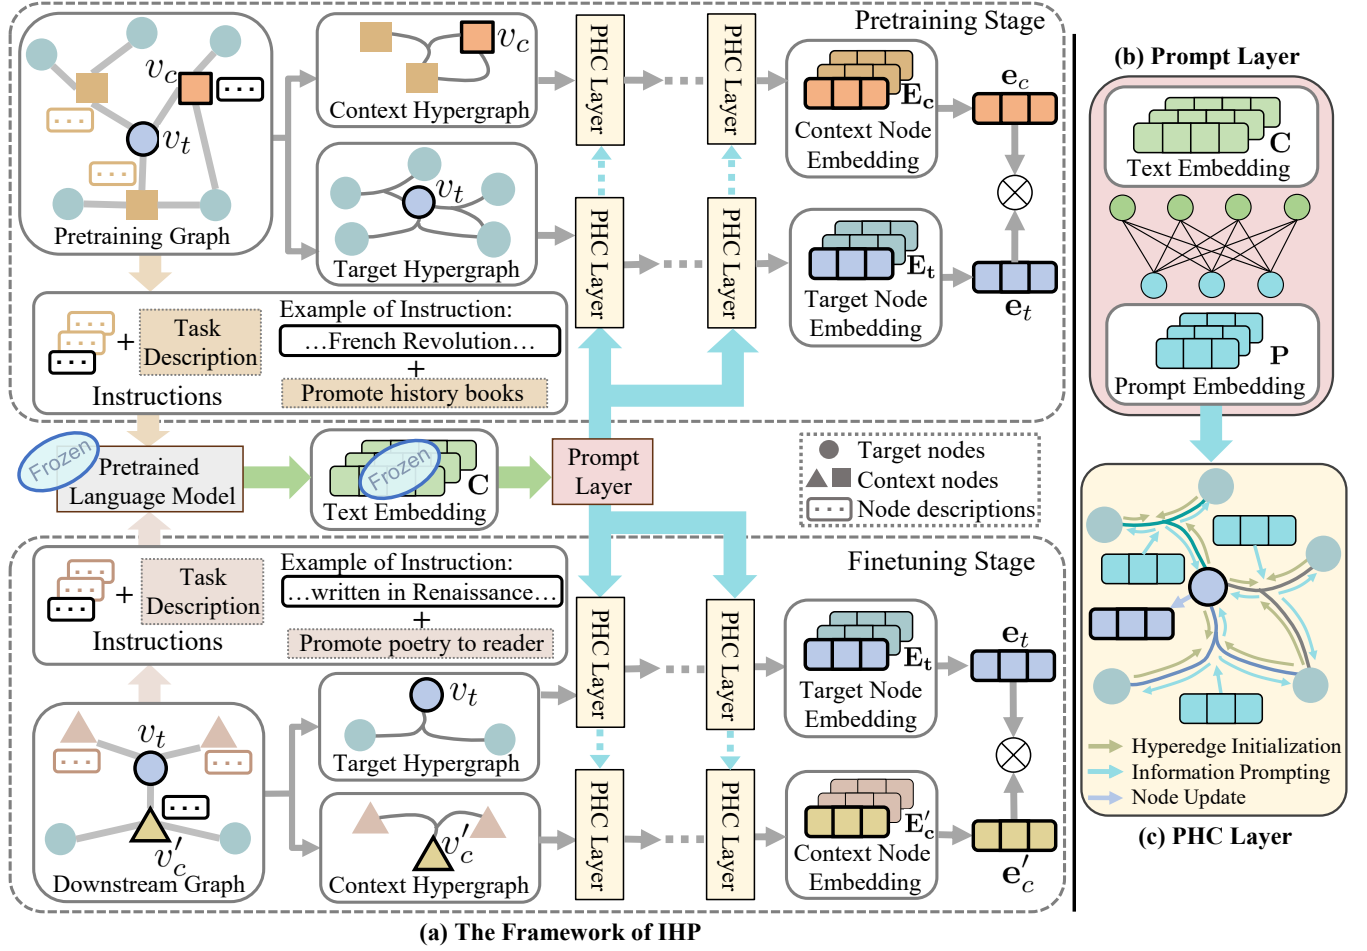 Pretraining Stage
v_c
v_t
Pretraining Graph
v_c
Context Hypergraph
v_t
Target Hypergraph
PHC Layer
PHC Layer
PHC Layer
PHC Layer
E_c
Context Node
Embedding
e_c
E_t
Target Node
Embedding
e_t
+
Task
Description
Instructions
Example of Instruction:
…French Revolution…
+
Promote history books
Frozen
Pretrained
Language Model
Frozen
C
Text Embedding
Prompt
Layer
Target nodes
Context nodes
Node descriptions
Finetuning Stage
+
Task
Description
Instructions
Example of Instruction:
…written in Renaissance…
+
Promote poetry to reader
v_t
v'_c
Downstream Graph
v_t
Target Hypergraph
v'_c
Context Hypergraph
PHC Layer
PHC Layer
PHC Layer
PHC Layer
E_t
Target Node
Embedding
e_t
E'_c
Context Node
Embedding
e'_c
(a) The Framework of IHP
(b) Prompt Layer
C
Text Embedding
P
Prompt Embedding
Hyperedge Initialization
Information Prompting
Node Update
(c) PHC Layer